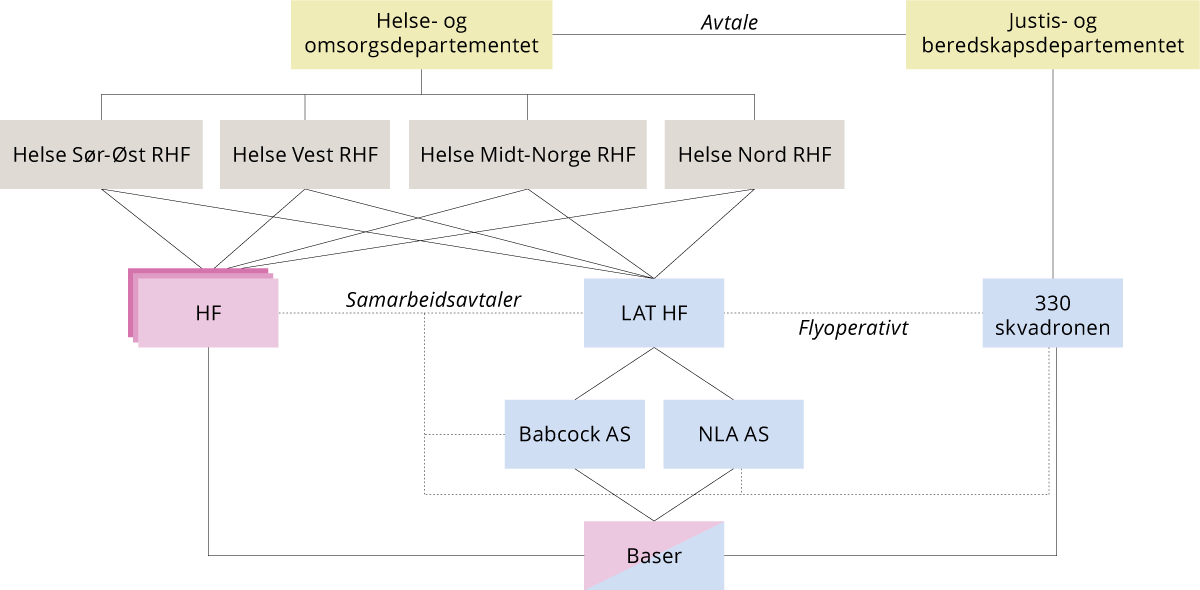 Helse- og
omsorgsdepartementet
Avtale
Justis- og
beredskapsdepartementet
Helse Sør-Øst RHF
Helse Vest RHF
Helse Midt-Norge RHF
Helse Nord RHF
HF
Samarbeidsavtaler
LAT HF
Flyoperativt
330
skvadronen
Babcock AS
NLA AS
Baser